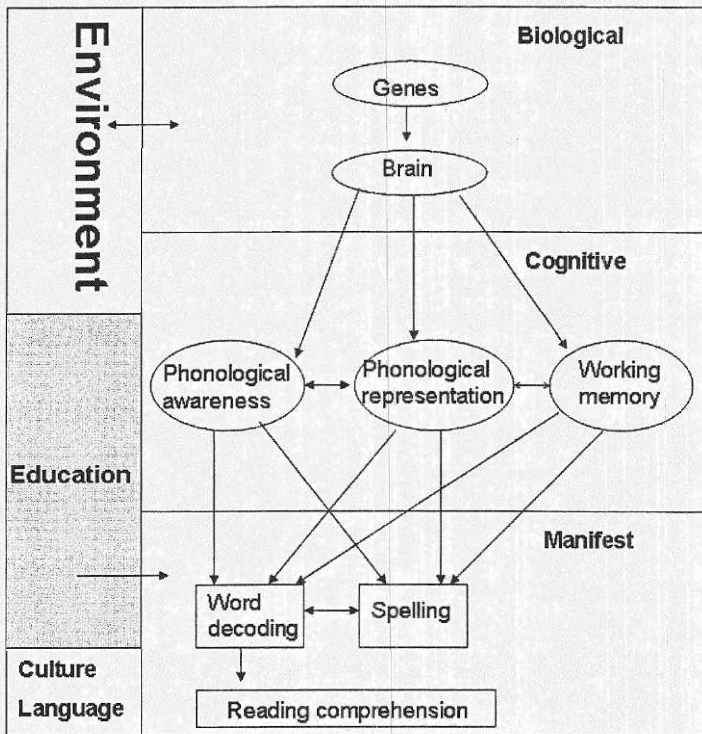 Environment
Biological
Genes
Brain
Cognitive
Phonological
awareness
Phonological
representation
Working
memory
Education
Manifest
Word
decoding
Spelling
Culture
Language
Reading comprehension